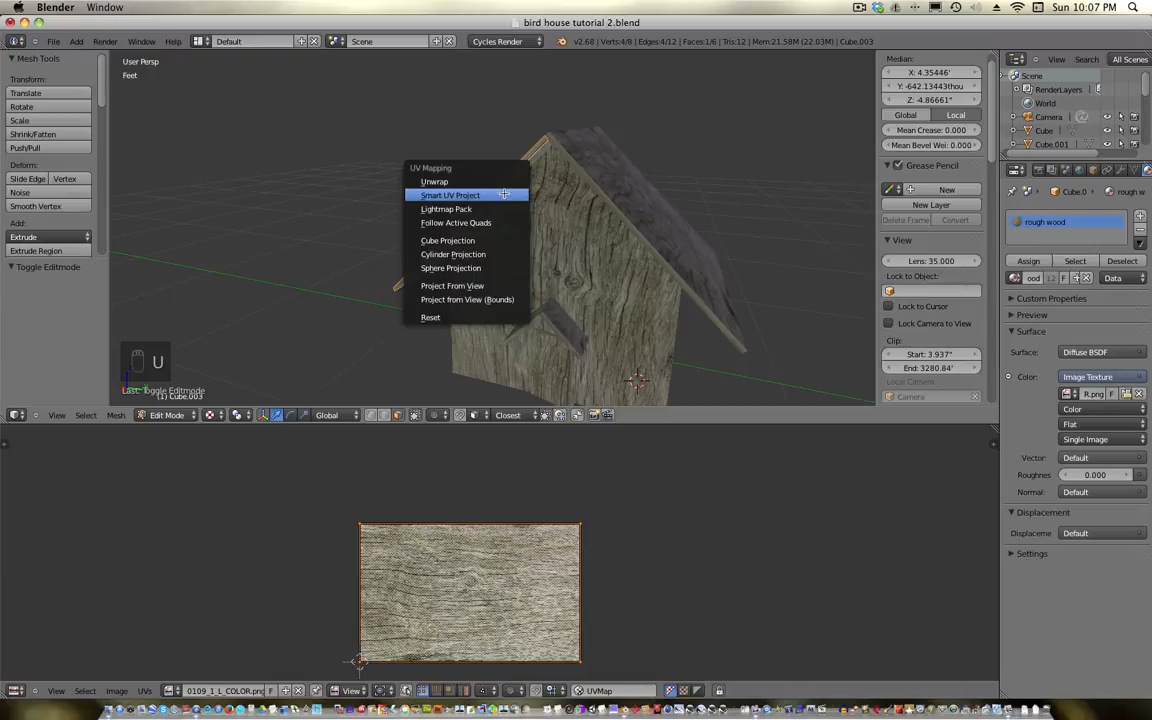 Blender Window Help Sun 10:07 PM
bird house tutorial 2.blend
File Add Render Window Help Default Scene Cycles Render v2.68 | Verts:4/8 | Edges:4/12 | Faces:1/6 | Tris:12 | Mem:21.58M (22.03M) | Cube.003 View Search All Scenes
Mesh Tools
Transform:
Translate
Rotate
Scale
Shrink/Fatten
Push/Pull
Deform:
Slide Edge Vertex
Noise
Smooth Vertex
Add:
Extrude
Extrude Region
Toggle Editmode
User Persp
Feet
UV Mapping
Unwrap
Smart UV Project
Lightmap Pack
Follow Active Quads
Cube Projection
Cylinder Projection
Sphere Projection
Project From View
Project from View (Bounds)
Reset
U
Last: Toggle Editmode
(1) Cube.003
Median:
X: 4.35446'
Y: -642.13443thou
Z: -4.86661"
Global Local
Mean Crease: 0.000
Mean Bevel Wei: 0.000
Grease Pencil
New
New Layer
Delete Frame Convert
View
Lens: 35.000
Lock to Object:
Lock to Cursor
Lock Camera to View
Clip:
Start: 3.937"
End: 3280.84'
Local Camera
Camera
Scene
RenderLayers
World
Camera
Cube
Cube.001
Cube.0 rough w
rough wood
Assign Select Deselect
ood 12 F Data
Custom Properties
Preview
Surface
Surface: Diffuse BSDF
Color: Image Texture
R.png F
Color
Flat
Single Image
Vector: Default
Roughness 0.000
Normal: Default
Displacement
Displaceme Default
Settings
View Select Mesh Edit Mode Global Closest
View Select Image UVs 0109_1_L_COLOR.png F View UVMap